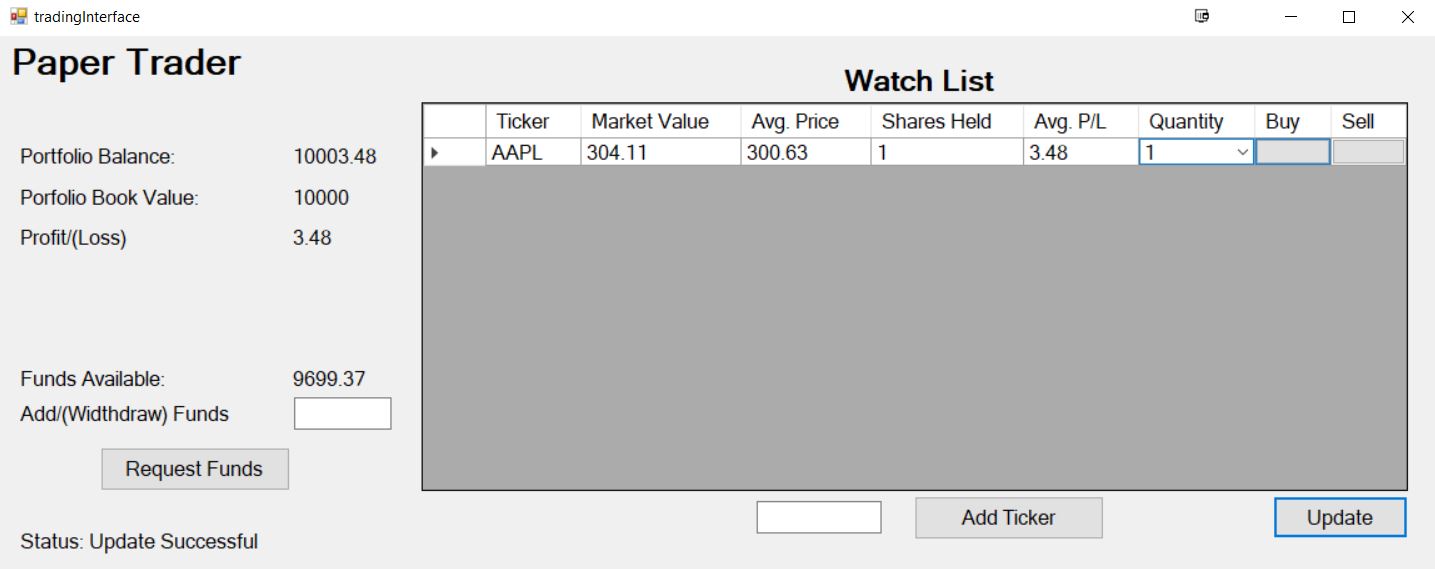 tradingInterface
Paper Trader
Watch List
Ticker Market Value Avg. Price Shares Held Avg. P/L Quantity Buy Sell
AAPL 304.11 300.63 1 3.48 1
Portfolio Balance: 10003.48
Porfolio Book Value: 10000
Profit/(Loss) 3.48
Funds Available: 9699.37
Add/(Widthdraw) Funds
Request Funds
Add Ticker
Update
Status: Update Successful